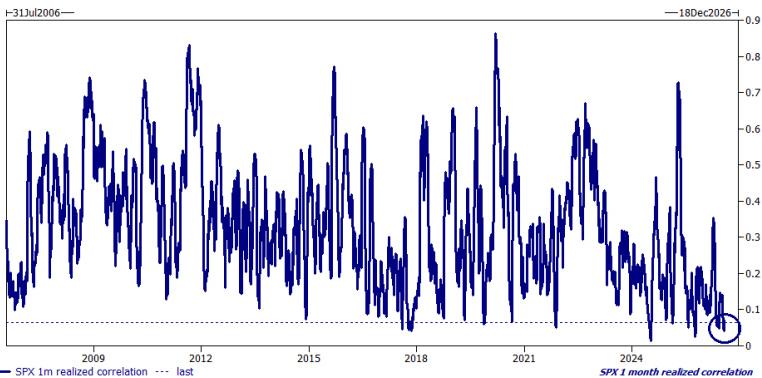 31Jul2006
18Dec2026
0.9
0.8
0.7
0.6
0.5
0.4
0.3
0.2
0.1
0
2009 2012 2015 2018 2021 2024
SPX 1m realized correlation --- last
SPX 1 month realized correlation